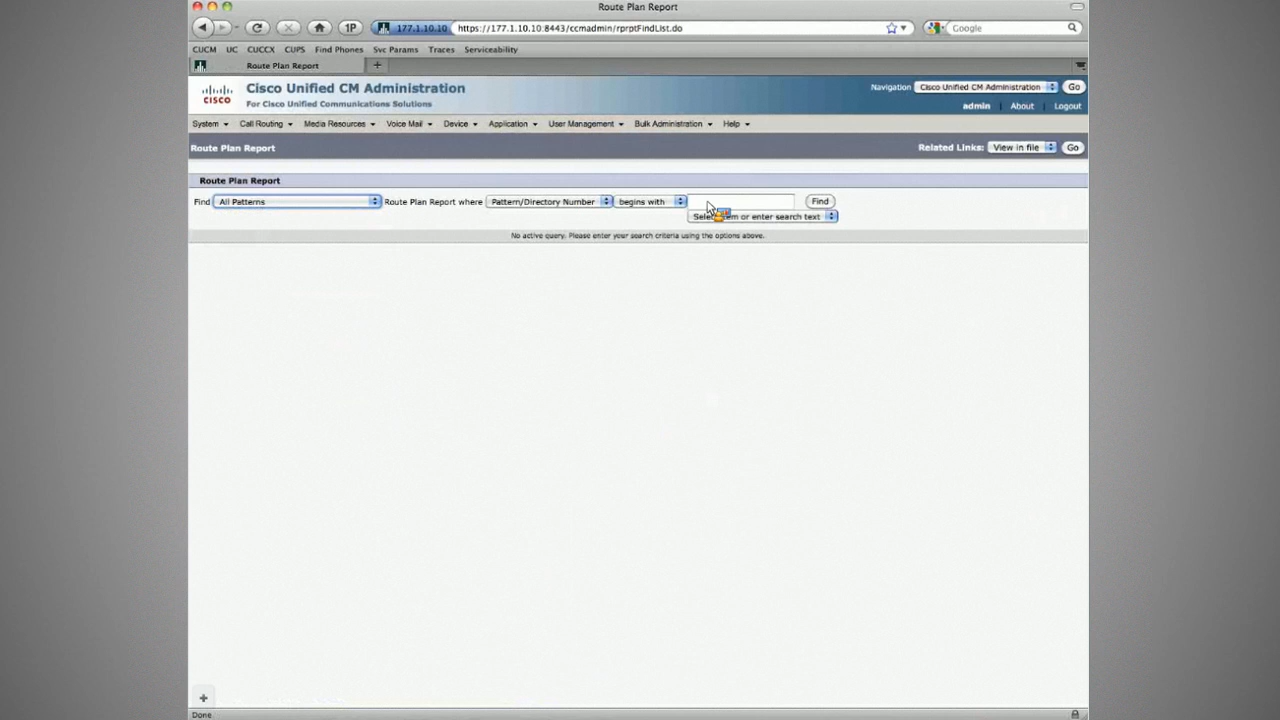 Route Plan Report
1P
177.1.10.10
https://177.1.10.10:8443/ccmadmin/rprptFindList.do
Google
CUCM UC CUCCX CUPS Find Phones Svc Params Traces Serviceability
Route Plan Report +
CISCO
Cisco Unified CM Administration
For Cisco Unified Communications Solutions
Navigation Cisco Unified CM Administration Go
admin | About | Logout
System Call Routing Media Resources Voice Mail Device Application User Management Bulk Administration Help
Route Plan Report
Related Links: View in file Go
Route Plan Report
Find All Patterns Route Plan Report where Pattern/Directory Number begins with Find
or enter search text
No active query. Please enter your search criteria using the options above.
+
Done